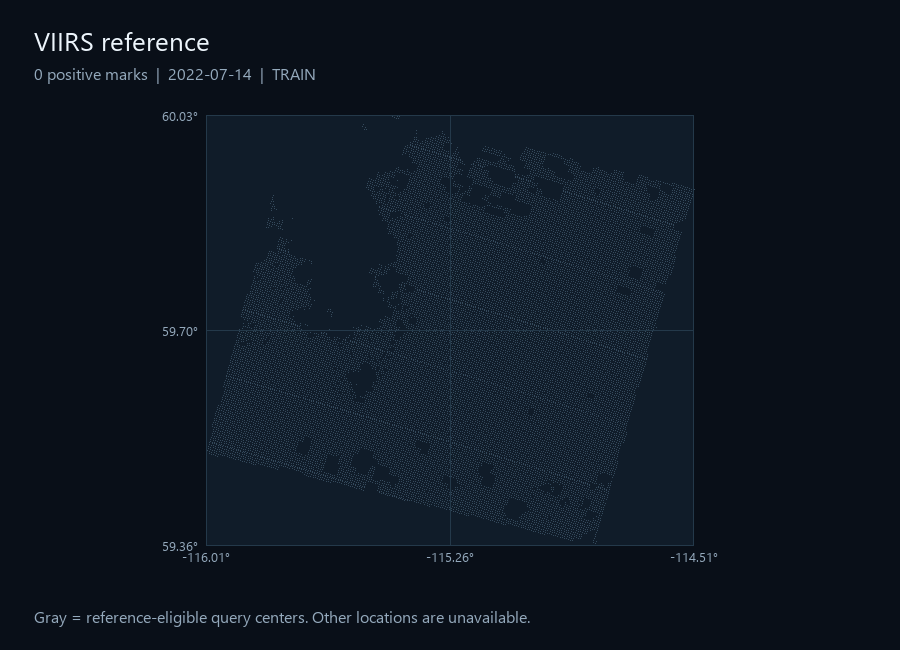 VIIRS reference
0 positive marks | 2022-07-14 | TRAIN
60.03°
59.70°
59.36°
-116.01°
-115.26°
-114.51°
Gray = reference-eligible query centers. Other locations are unavailable.